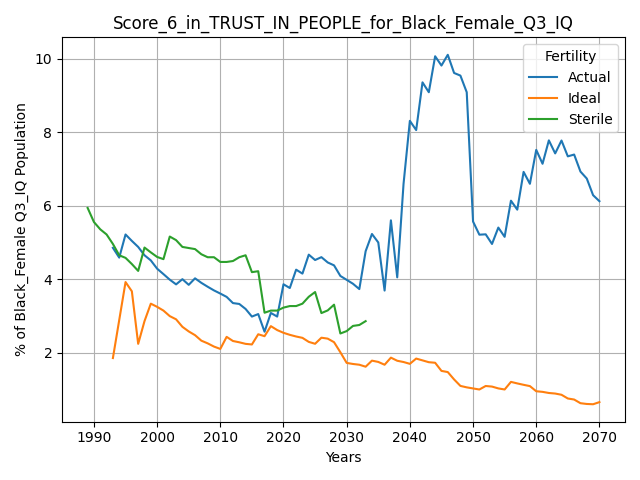 Score_6_in_TRUST_IN_PEOPLE_for_Black_Female_Q3_IQ
% of Black_Female Q3_IQ Population
10
8
6
4
2
Fertility
Actual
Ideal
Sterile
1990 2000 2010 2020 2030 2040 2050 2060 2070
Years